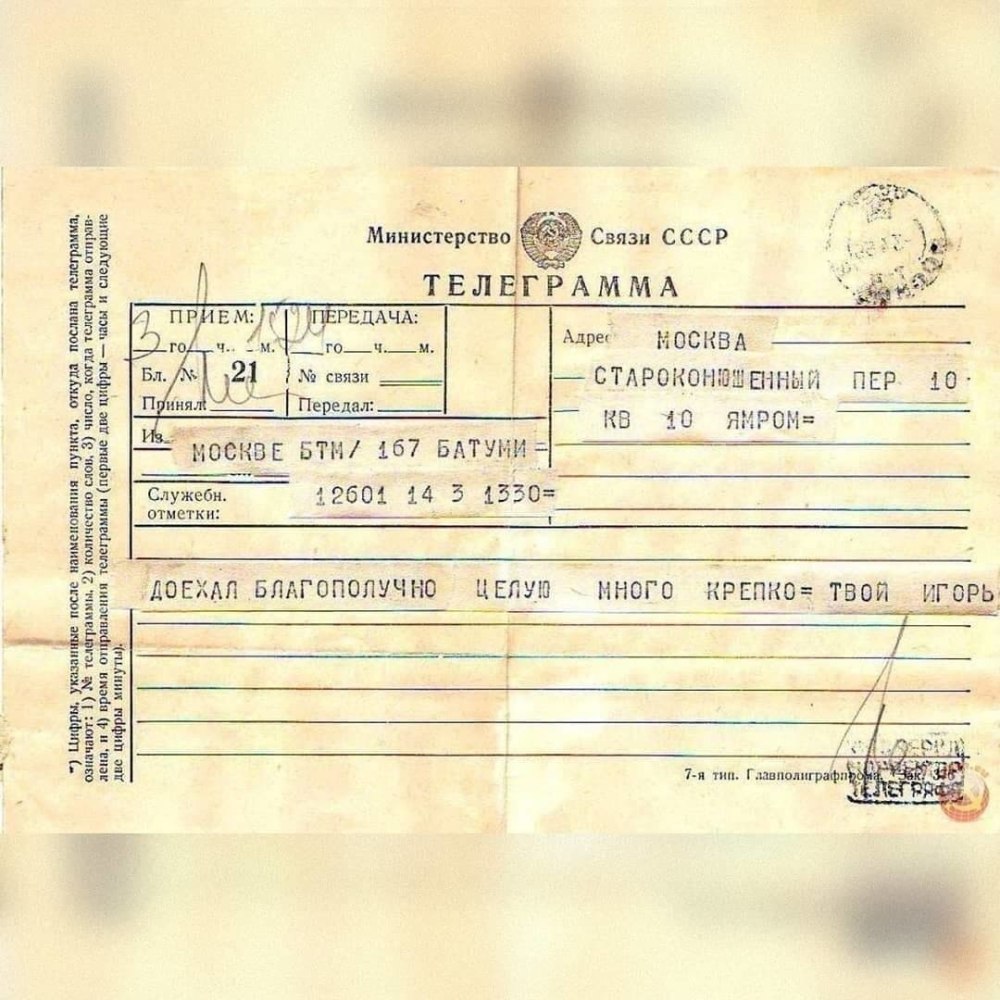 Министерство Связи СССР
ТЕЛЕГРАММА
ПРИЕМ:
3 го ч. м.
Бл. № 21
Принял:
ПЕРЕДАЧА:
го ч. м.
№ связи
Передал:
Адрес
МОСКВА
СТАРОКОНЮШЕННЫЙ ПЕР 10
КВ 10 ЯМРОМ=
Из
МОСКВЕ БТМ/ 167 БАТУМИ =
Служебн.
отметки:
12601 14 3 1330=
ДОЕХАЛ БЛАГОПОЛУЧНО ЦЕЛУЮ МНОГО КРЕПКО= ТВОЙ ИГОРЬ
*) Цифры, указанные после наименования пункта, откуда послана телеграмма,
означают: 1) № телеграммы, 2) количество слов, 3) число, когда телеграмма отправ-
лена, и 4) время отправления телеграммы (первые две цифры — часы и следующие
две цифры минуты).
7-я тип. Главполиграфпрома. Зак.
ТЕЛЕГРАФ